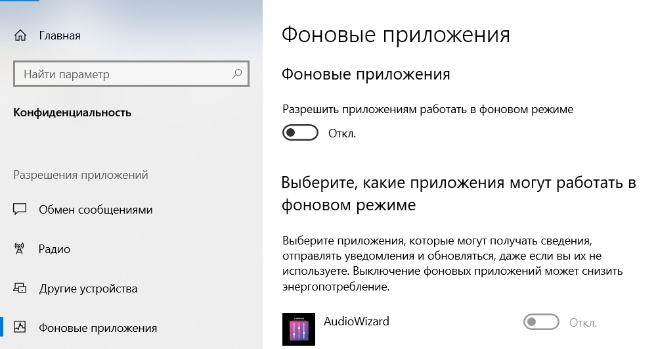 Главная
Найти параметр
Конфиденциальность
Разрешения приложений
Обмен сообщениями
Радио
Другие устройства
Фоновые приложения
Фоновые приложения
Фоновые приложения
Разрешить приложениям работать в фоновом режиме
Откл.
Выберите, какие приложения могут работать в
фоновом режиме
Выберите приложения, которые могут получать сведения,
отправлять уведомления и обновляться, даже если вы их не
используете. Выключение фоновых приложений может снизить
энергопотребление.
AudioWizard
Откл.